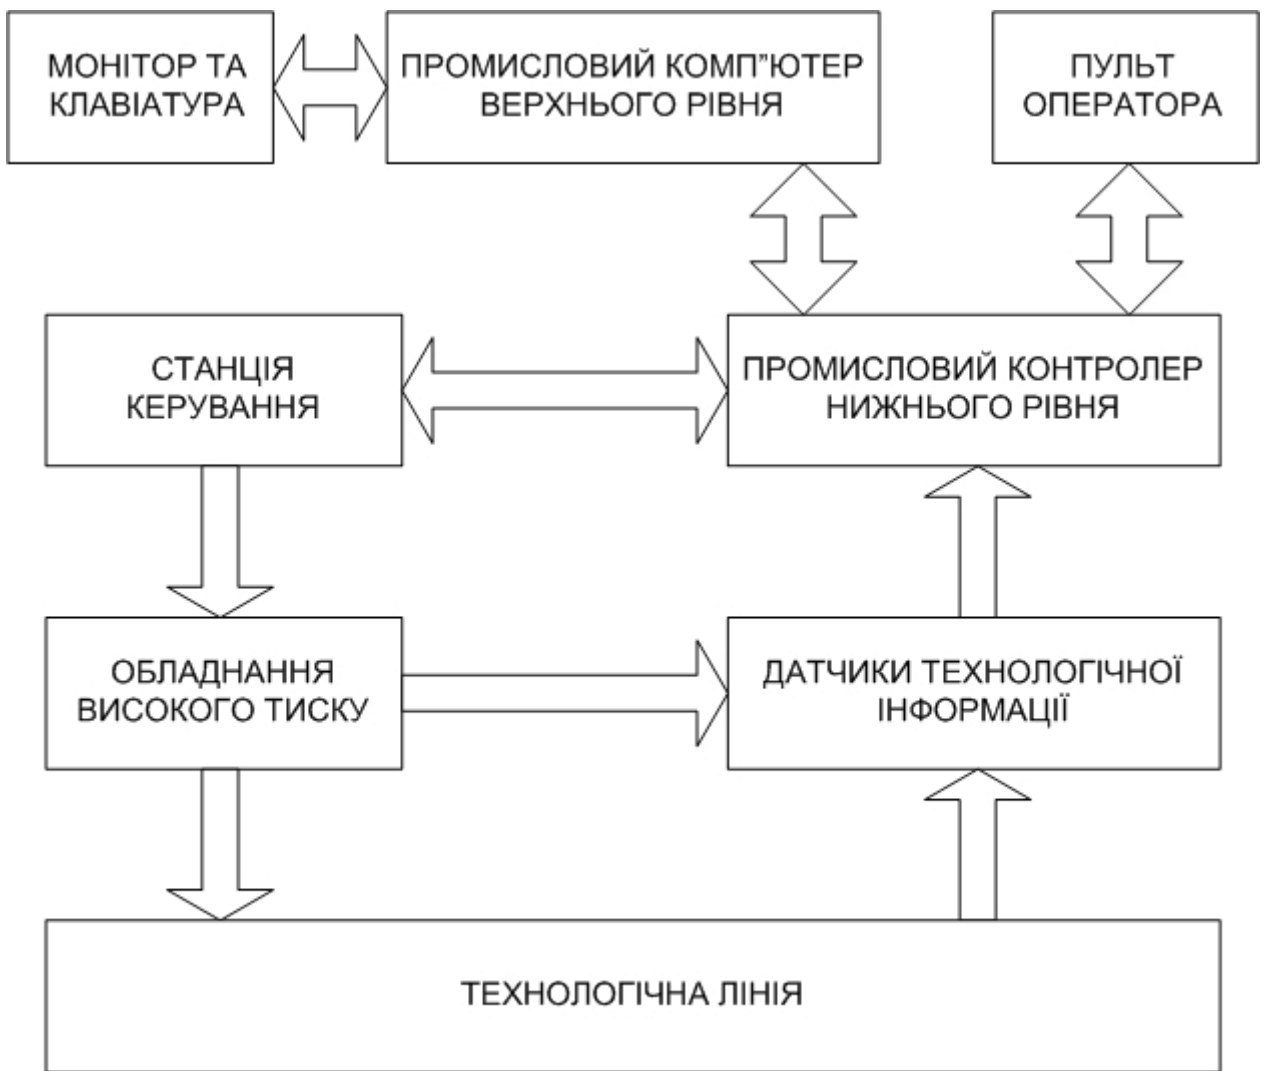 МОНІТОР ТА
КЛАВІАТУРА
ПРОМИСЛОВИЙ КОМП"ЮТЕР
ВЕРХНЬОГО РІВНЯ
ПУЛЬТ
ОПЕРАТОРА
СТАНЦІЯ
КЕРУВАННЯ
ПРОМИСЛОВИЙ КОНТРОЛЕР
НИЖНЬОГО РІВНЯ
ОБЛАДНАННЯ
ВИСОКОГО ТИСКУ
ДАТЧИКИ ТЕХНОЛОГІЧНОЇ
ІНФОРМАЦІЇ
ТЕХНОЛОГІЧНА ЛІНІЯ